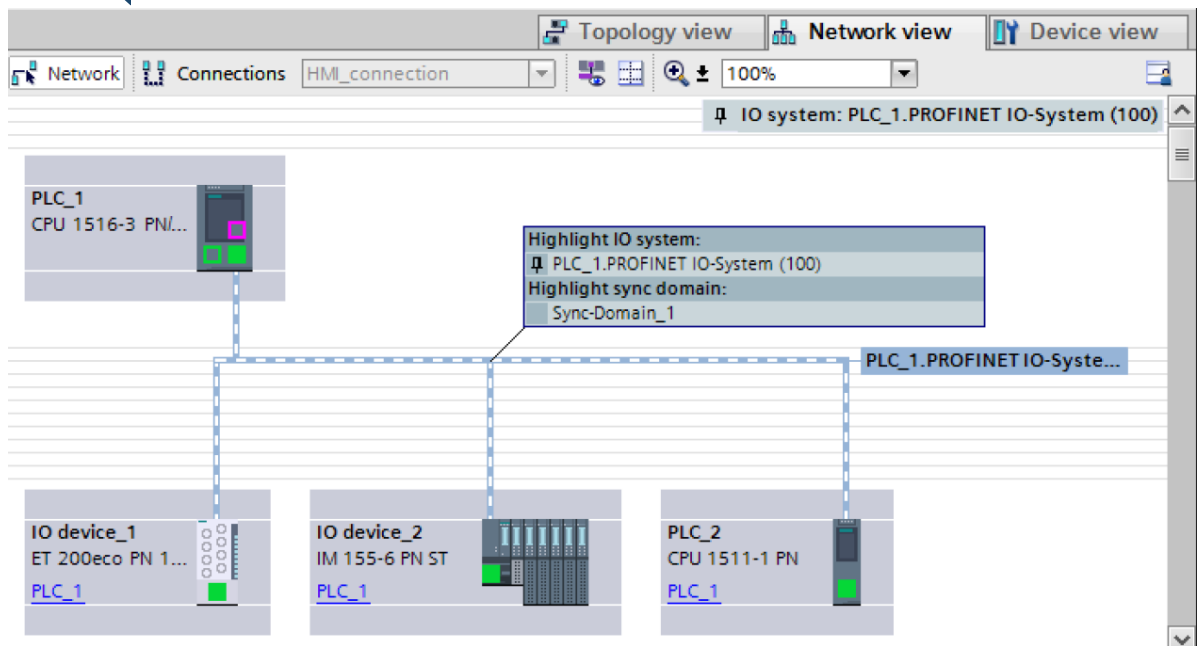 Topology view
Network view
Device view
Network
Connections
HMI_connection
100%
IO system: PLC_1.PROFINET IO-System (100)
PLC_1
CPU 1516-3 PN/...
Highlight IO system:
PLC_1.PROFINET IO-System (100)
Highlight sync domain:
Sync-Domain_1
PLC_1.PROFINET IO-Syste...
IO device_1
ET 200eco PN 1...
PLC_1
IO device_2
IM 155-6 PN ST
PLC_1
PLC_2
CPU 1511-1 PN
PLC_1